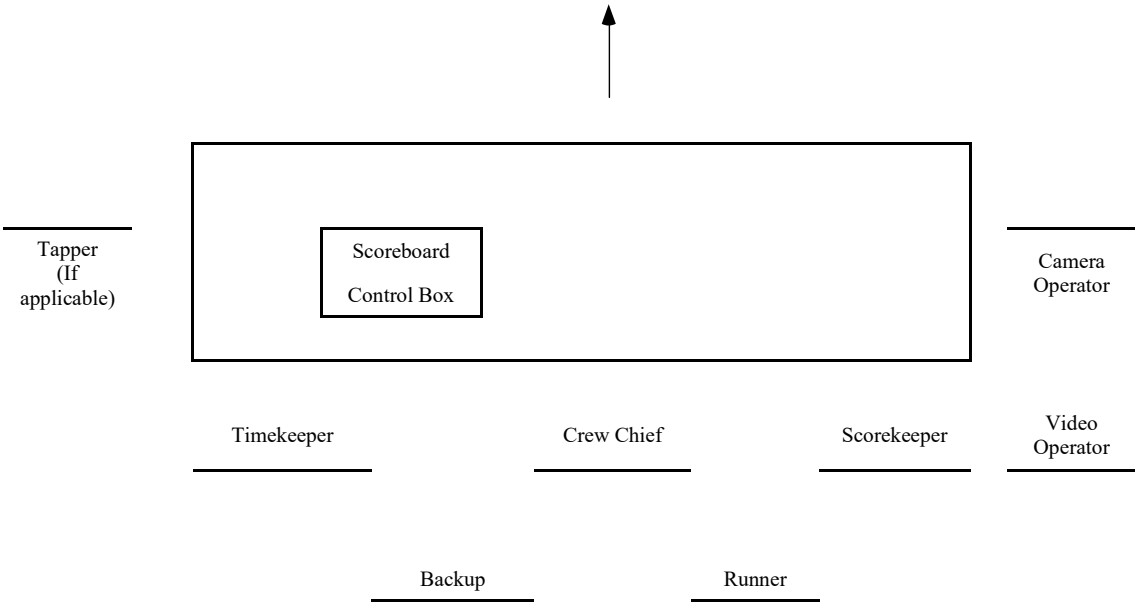 Tapper
(If
applicable)
Scoreboard
Control Box
Camera
Operator
Timekeeper
Crew Chief
Scorekeeper
Video
Operator
Backup
Runner